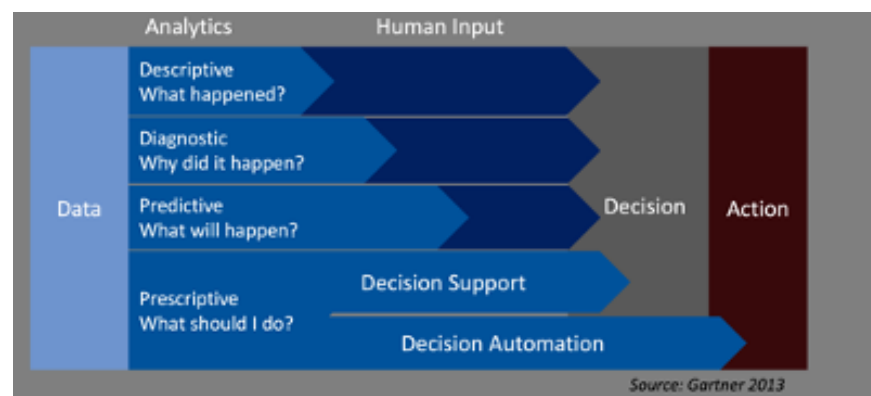 Analytics
Human Input
Data
Descriptive
What happened?
Diagnostic
Why did it happen?
Predictive
What will happen?
Prescriptive
What should I do?
Decision Support
Decision Automation
Decision
Action
Source: Gartner 2013